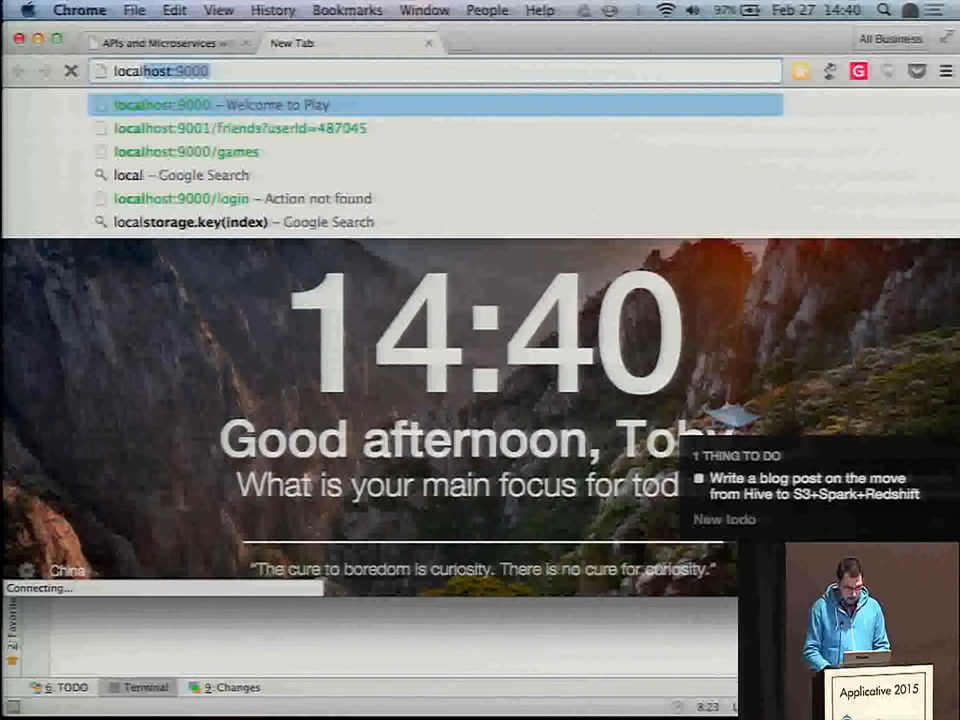 Chrome File Edit View History Bookmarks Window People Help 97% Feb 27 14:40
APIs and Microservices w
New Tab
All Business
localhost:9000
localhost:9000 – Welcome to Play
localhost:9001/friends?userId=487045
localhost:9000/games
local – Google Search
localhost:9000/login – Action not found
localstorage.key(index) – Google Search
14:40
Good afternoon, Toby
What is your main focus for tod
1 THING TO DO
Write a blog post on the move
from Hive to S3+Spark+Redshift
New todo
China
"The cure to boredom is curiosity. There is no cure for curiosity."
Connecting...
2: Favorite
6: TODO Terminal 9: Changes
8:23
Applicative 2015